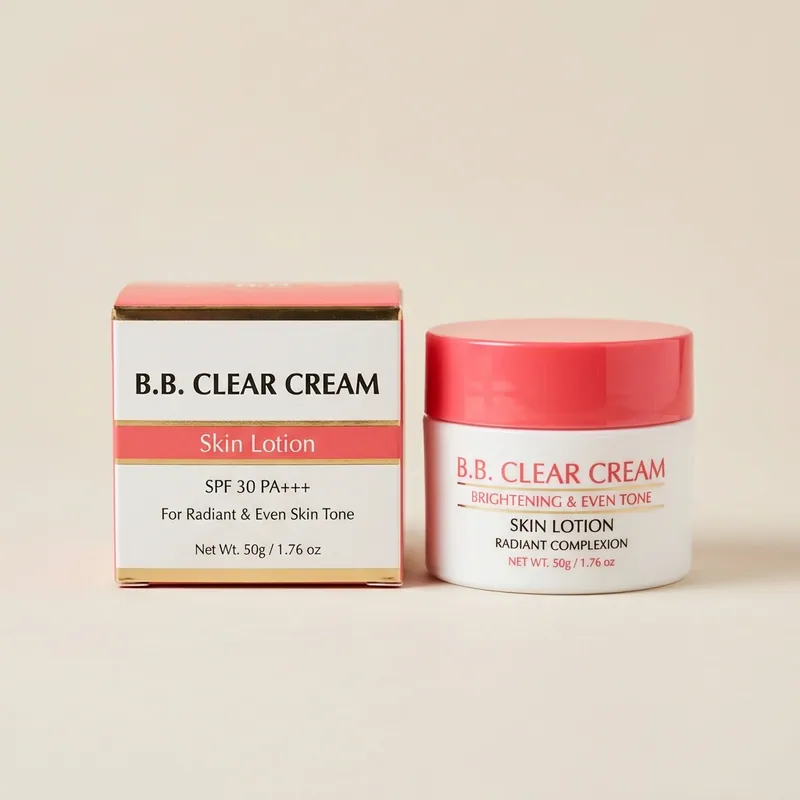 B.B. CLEAR CREAM
Skin Lotion
SPF 30 PA+++
For Radiant & Even Skin Tone
Net Wt. 50g / 1.76 oz
B.B. CLEAR CREAM
BRIGHTENING & EVEN TONE
SKIN LOTION
RADIANT COMPLEXION
NET WT. 50g / 1.76 oz